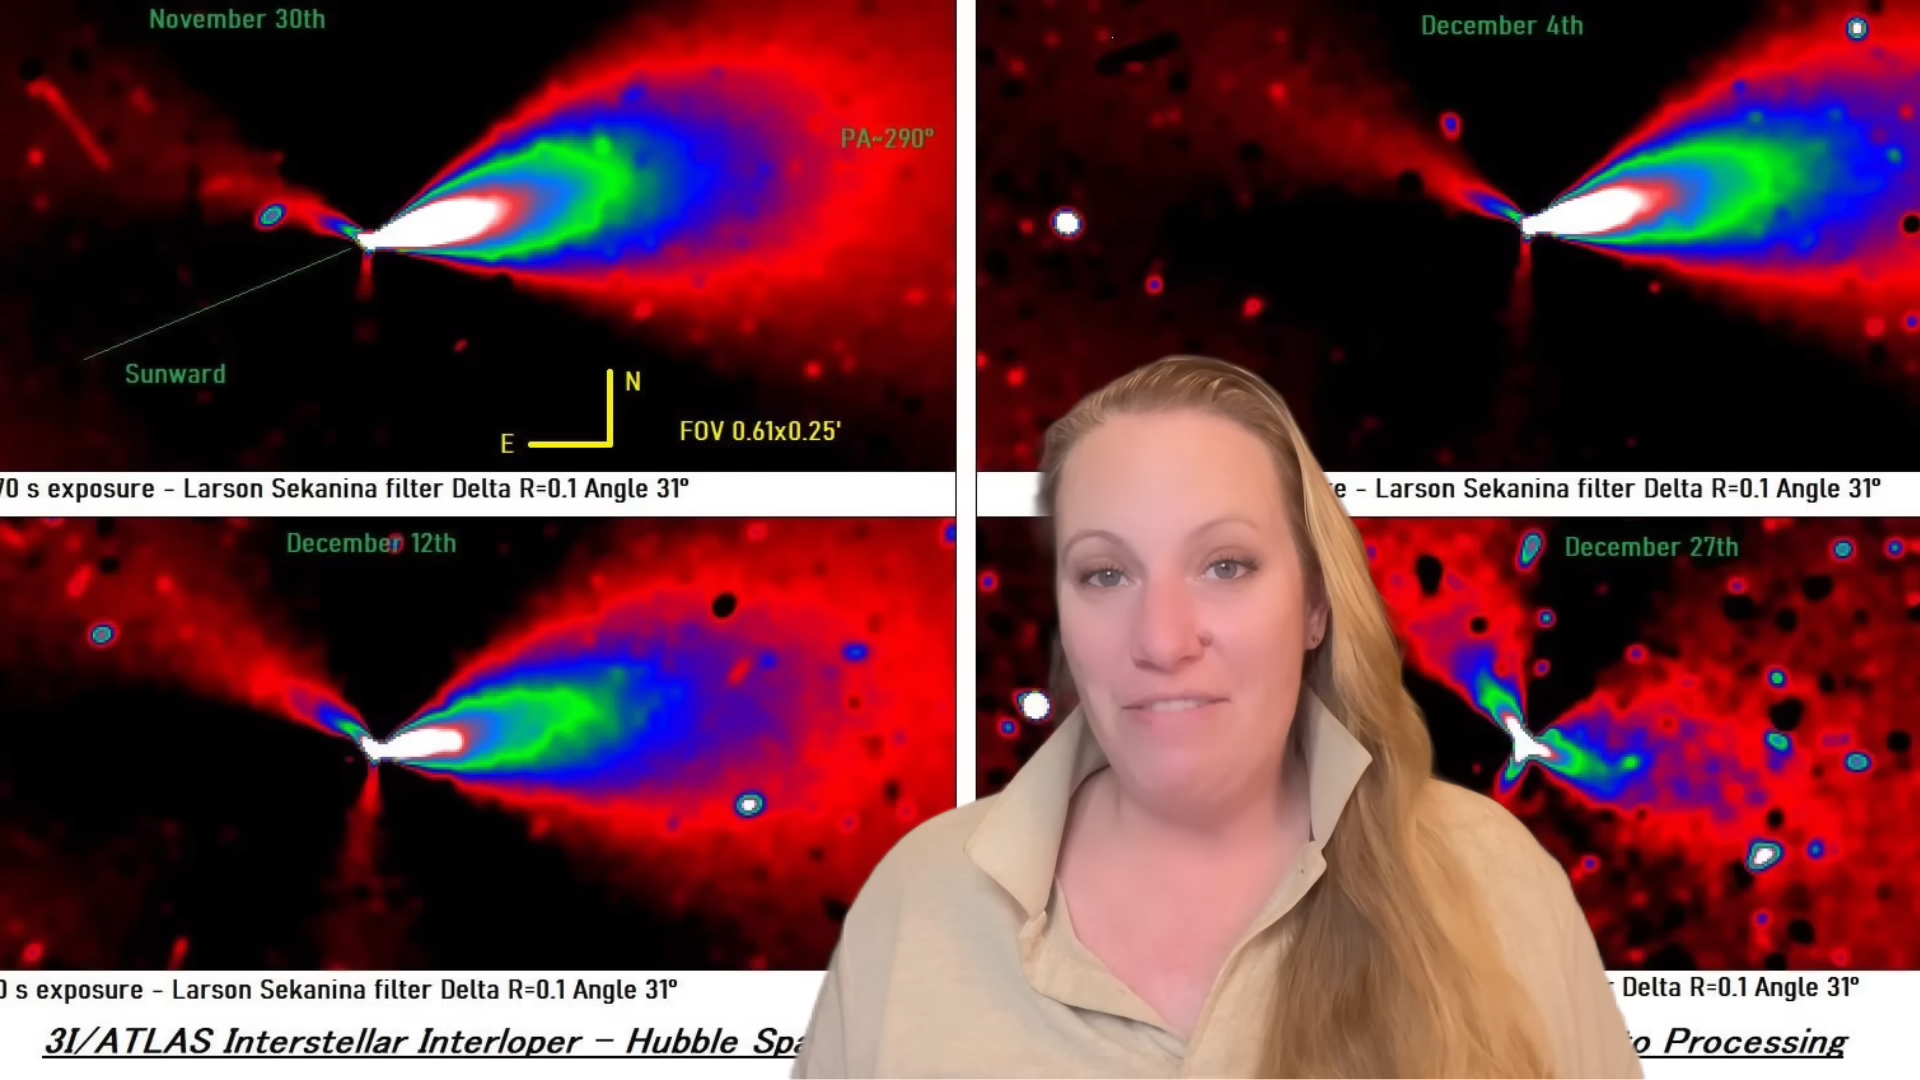 November 30th
December 4th
PA~290°
Sunward
N
E
FOV 0.61x0.25'
70 s exposure - Larson Sekanina filter Delta R=0.1 Angle 31°
- Larson Sekanina filter Delta R=0.1 Angle 31°
December 12th
December 27th
0 s exposure - Larson Sekanina filter Delta R=0.1 Angle 31°
Delta R=0.1 Angle 31°
3I/ATLAS Interstellar Interloper - Hubble
Processing